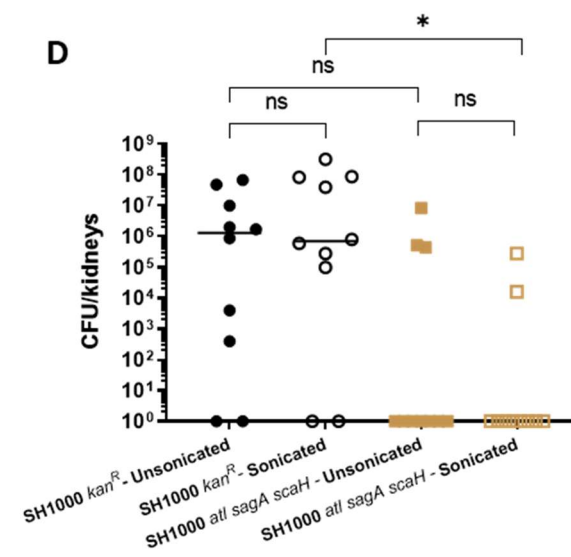 D
*
ns
ns
ns
CFU/kidneys
10⁹
10⁸
10⁷
10⁶
10⁵
10⁴
10³
10²
10¹
10⁰
SH1000 kanᴿ - Unsonicated
SH1000 kanᴿ - Sonicated
SH1000 atl sagA scaH - Unsonicated
SH1000 atl sagA scaH - Sonicated